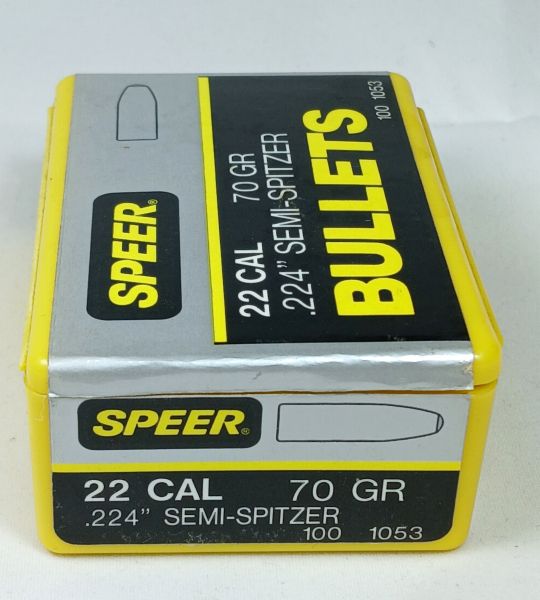 SPEER®
22 CAL 70 GR
.224" SEMI-SPITZER
BULLETS
100 1053
SPEER®
22 CAL 70 GR
.224" SEMI-SPITZER
100 1053